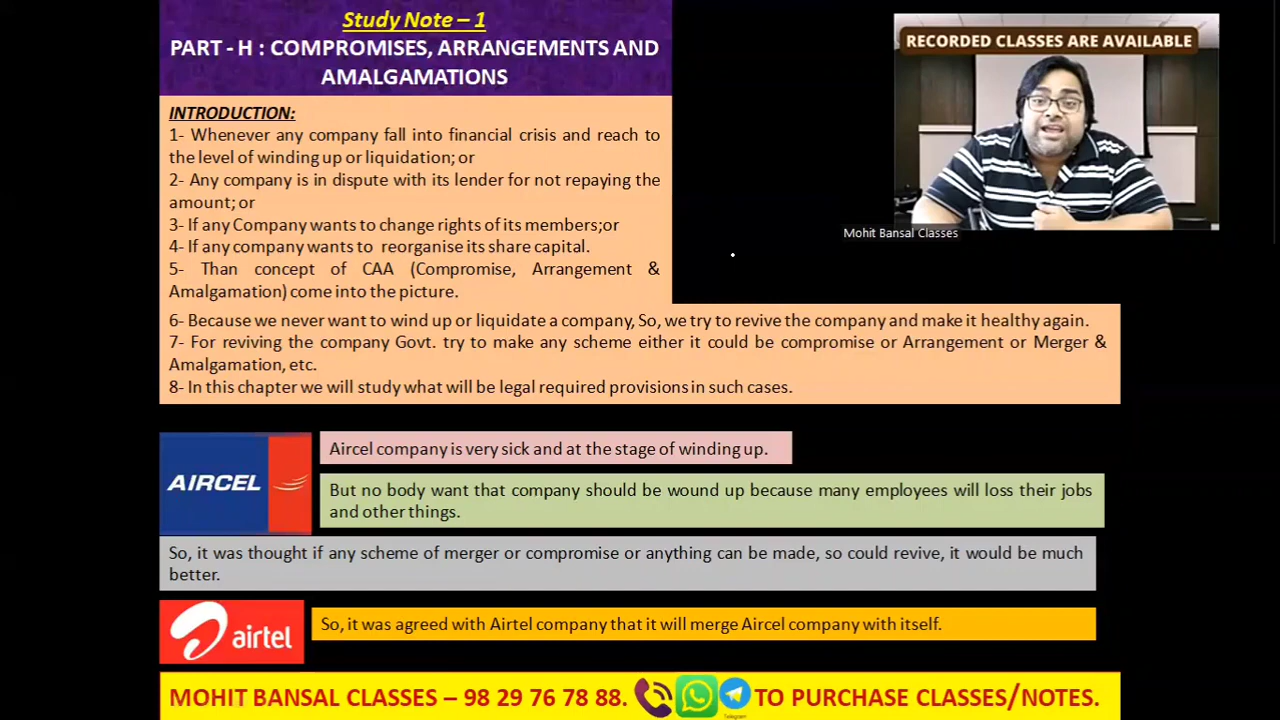 Study Note – 1
PART - H : COMPROMISES, ARRANGEMENTS AND
AMALGAMATIONS
RECORDED CLASSES ARE AVAILABLE
Mohit Bansal Classes
INTRODUCTION:
1- Whenever any company fall into financial crisis and reach to
the level of winding up or liquidation; or
2- Any company is in dispute with its lender for not repaying the
amount; or
3- If any Company wants to change rights of its members;or
4- If any company wants to reorganise its share capital.
5- Than concept of CAA (Compromise, Arrangement &
Amalgamation) come into the picture.
6- Because we never want to wind up or liquidate a company, So, we try to revive the company and make it healthy again.
7- For reviving the company Govt. try to make any scheme either it could be compromise or Arrangement or Merger &
Amalgamation, etc.
8- In this chapter we will study what will be legal required provisions in such cases.
AIRCEL
Aircel company is very sick and at the stage of winding up.
But no body want that company should be wound up because many employees will loss their jobs
and other things.
So, it was thought if any scheme of merger or compromise or anything can be made, so could revive, it would be much
better.
airtel
So, it was agreed with Airtel company that it will merge Aircel company with itself.
MOHIT BANSAL CLASSES – 98 29 76 78 88. TO PURCHASE CLASSES/NOTES.
Telegram